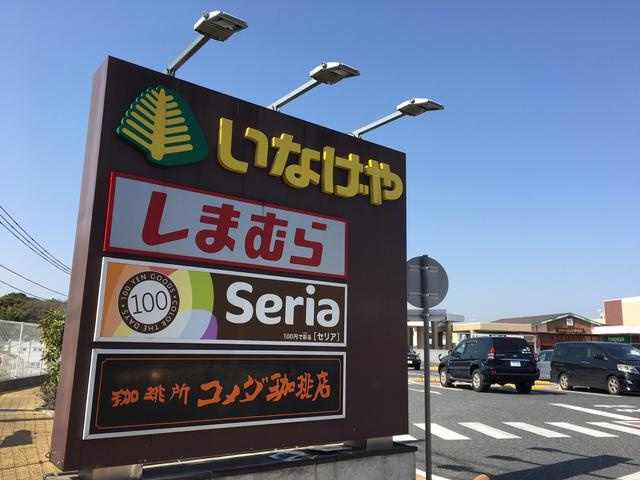 いなげや
しまむら
100 YEN GOODS・COLOR THE DAYS・
100
Seria
100円で彩る [セリア]
珈琲所 コメダ珈琲店